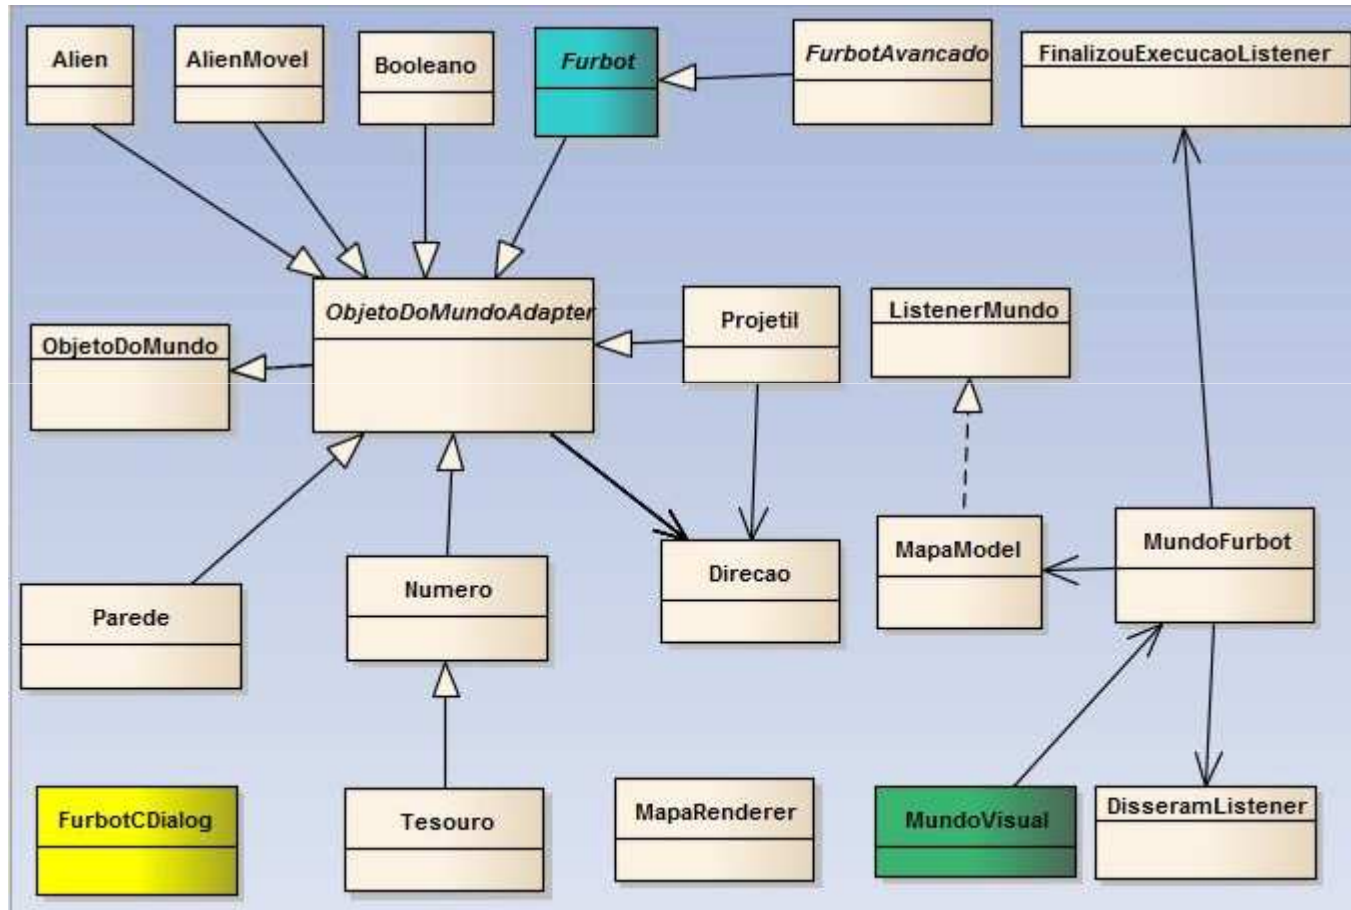 Alien
AlienMovel
Booleano
Furbot
FurbotAvancado
FinalizouExecucaoListener
ObjetoDoMundo
ObjetoDoMundoAdapter
Projetil
ListenerMundo
Parede
Numero
Direcao
MapaModel
MundoFurbot
FurbotCDialog
Tesouro
MapaRenderer
MundoVisual
DisseramListener